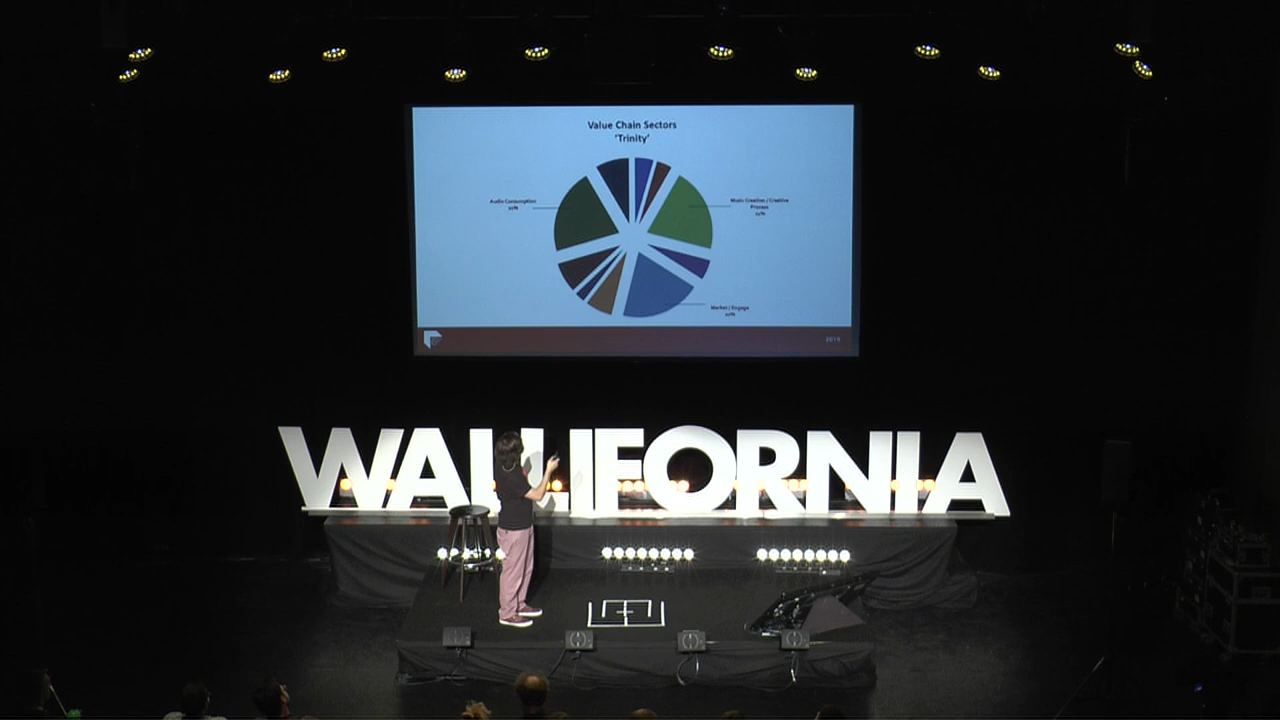 Value Chain Sectors
'Trinity'
Audio Consumption
Music Creation / Creative
Process
Market / Engage
2019
WALLIFORNIA